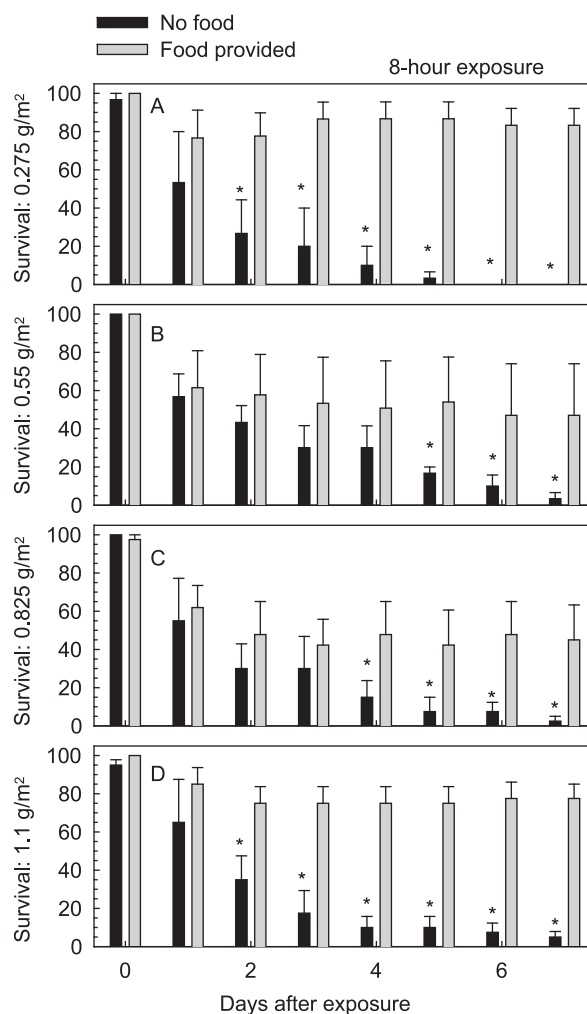 No food
Food provided
8-hour exposure
A
Survival: 0.275 g/m²
100
80
60
40
20
0
* * * * * *
B
Survival: 0.55 g/m²
100
80
60
40
20
0
* * *
C
Survival: 0.825 g/m²
100
80
60
40
20
0
* * * *
D
Survival: 1.1 g/m²
100
80
60
40
20
0
* * * * * *
0 2 4 6
Days after exposure